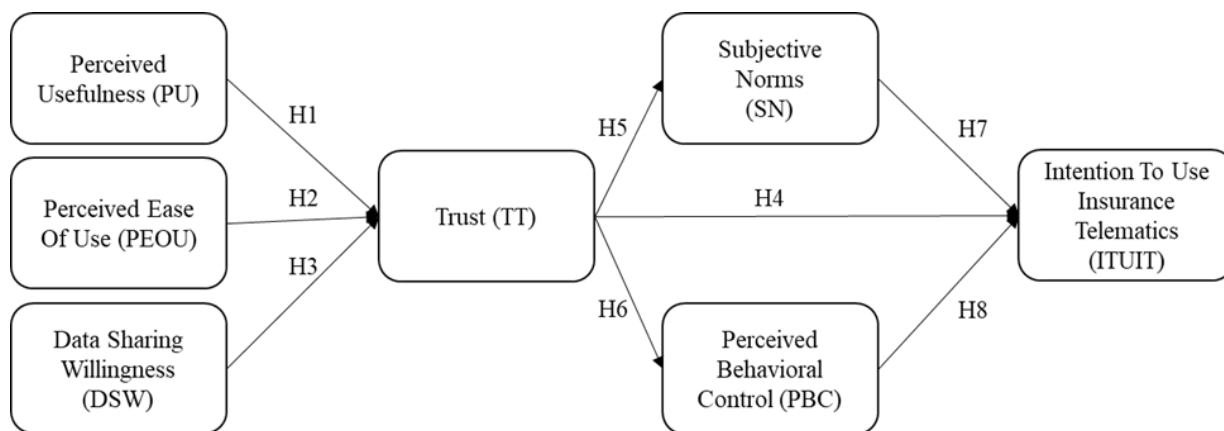 Perceived
Usefulness (PU)
H1
Perceived Ease
Of Use (PEOU)
H2
Data Sharing
Willingness
(DSW)
H3
Trust (TT)
H5
H4
H6
Subjective
Norms
(SN)
Perceived
Behavioral
Control (PBC)
H7
H8
Intention To Use
Insurance
Telematics
(ITUIT)